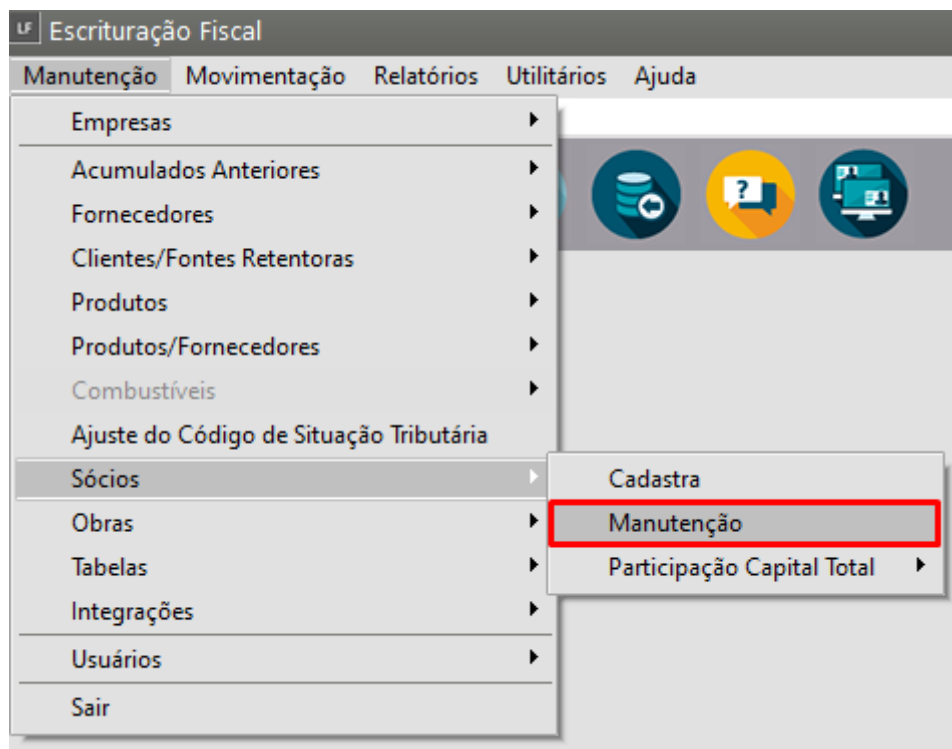 LF Escrituração Fiscal
Manutenção Movimentação Relatórios Utilitários Ajuda
Empresas
Acumulados Anteriores
Fornecedores
Clientes/Fontes Retentoras
Produtos
Produtos/Fornecedores
Combustíveis
Ajuste do Código de Situação Tributária
Sócios
Cadastra
Obras
Manutenção
Tabelas
Participação Capital Total
Integrações
Usuários
Sair
?